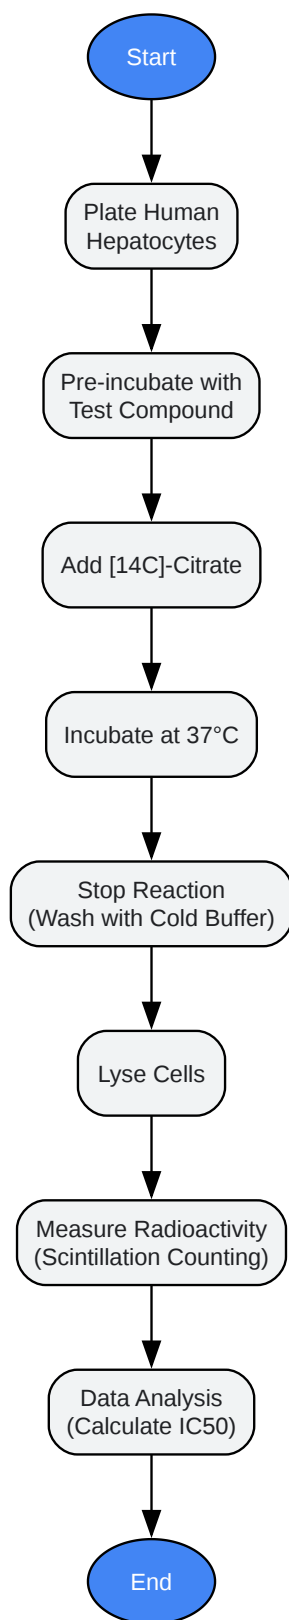 Start
Plate Human
Hepatocytes
Pre-incubate with
Test Compound
Add [14C]-Citrate
Incubate at 37°C
Stop Reaction
(Wash with Cold Buffer)
Lyse Cells
Measure Radioactivity
(Scintillation Counting)
Data Analysis
(Calculate IC50)
End